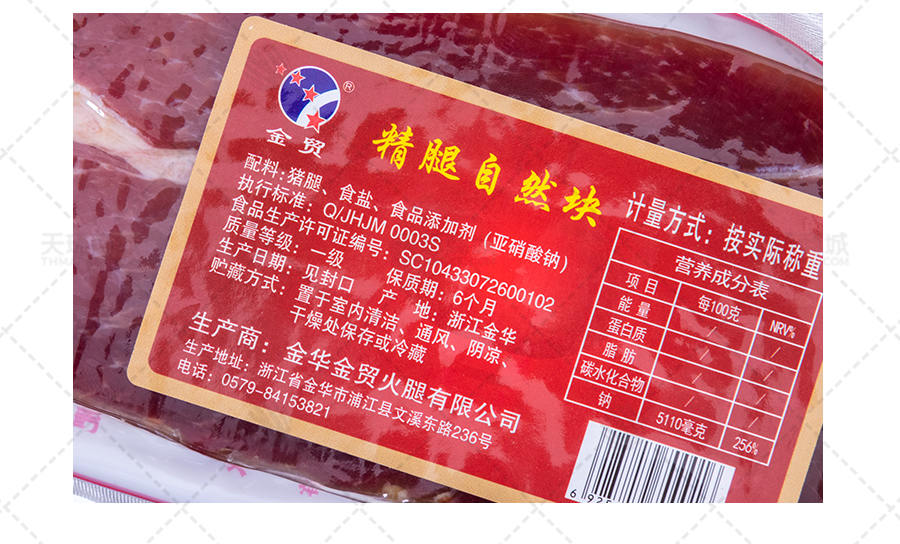 ®
金贸
精腿自然块
配料:猪腿、食盐、食品添加剂（亚硝酸钠）
执行标准: Q/JHJM 0003S
食品生产许可证编号: SC10433072600102
质量等级: 一级 保质期: 6个月
生产日期: 见封口 产 地: 浙江金华
贮藏方式: 置于室内清洁、通风、阴凉、
干燥处保存或冷藏
生产商: 金华金贸火腿有限公司
生产地址: 浙江省金华市浦江县文溪东路236号
电话: 0579-84153821
计量方式: 按实际称重
营养成分表
项目 每100克 NRV%
能量 / /
蛋白质 / /
脂肪 / /
碳水化合物 / /
钠 5110毫克 256%